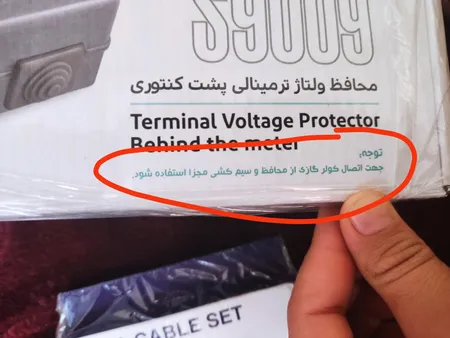 S9009
محافظ ولتاژ ترمینالی پشت کنتوری
Terminal Voltage Protector
Behind the meter
توجه:
جهت اتصال کولر گازی از محافظ و سیم کشی مجزا استفاده شود.
CABLE SET